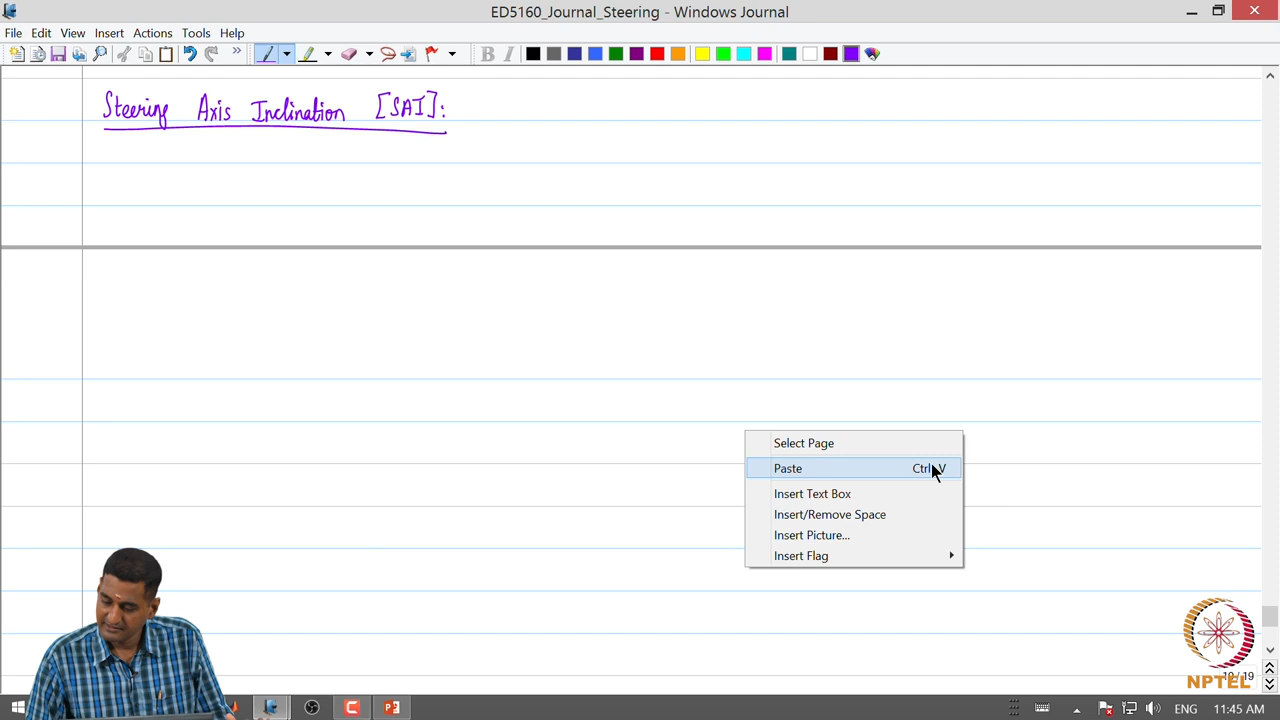 ED5160_Journal_Steering - Windows Journal
File Edit View Insert Actions Tools Help
B I
Steering Axis Inclination [SAI]:
Select Page
Paste Ctrl V
Insert Text Box
Insert/Remove Space
Insert Picture...
Insert Flag
NPTEL
/ 19
ENG 11:45 AM